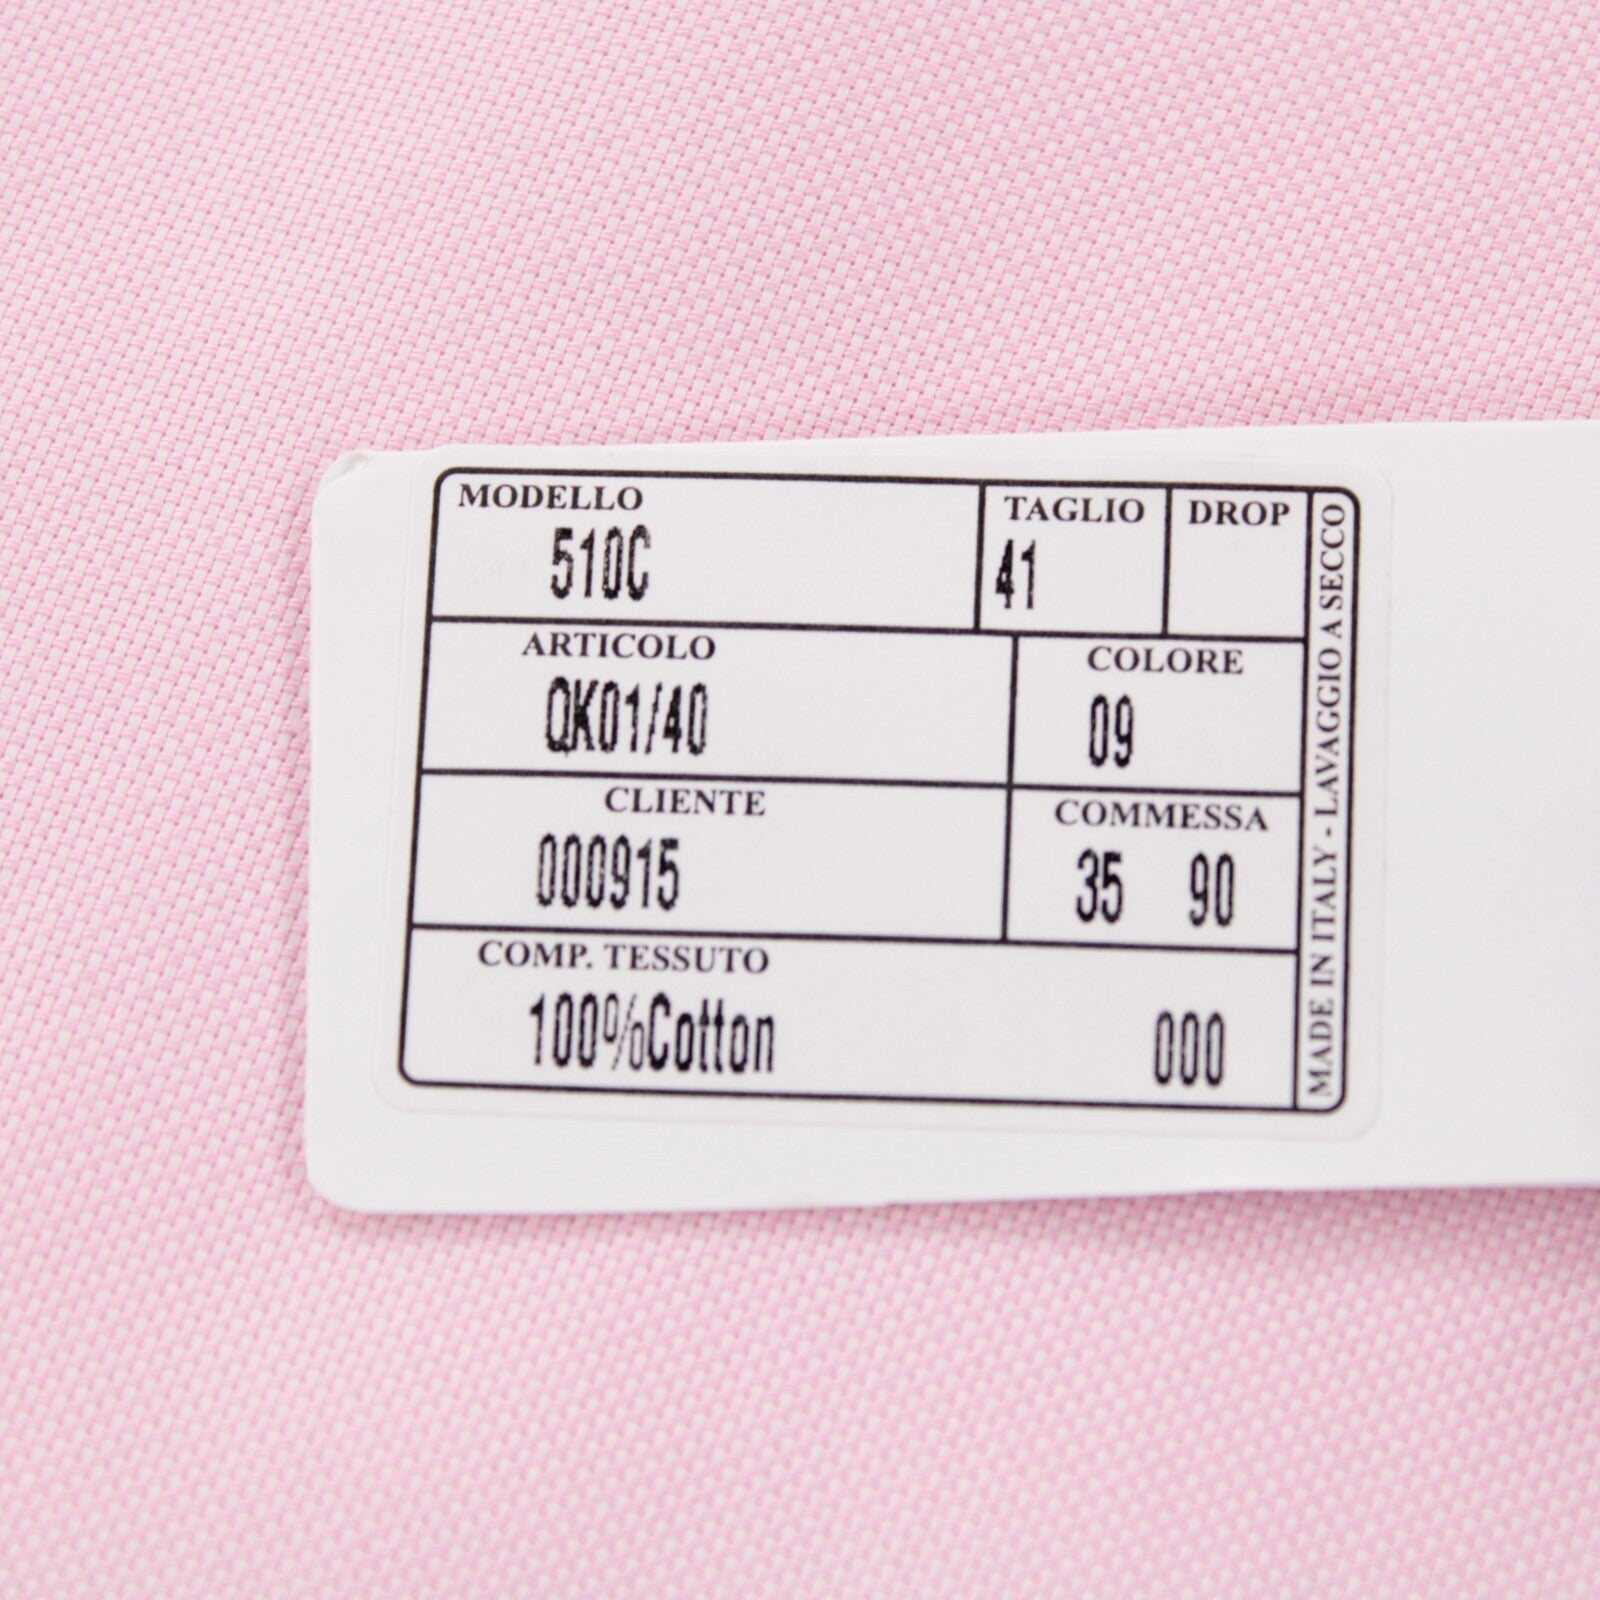 MODELLO
510C
TAGLIO
41
DROP
ARTICOLO
QK01/40
COLORE
09
CLIENTE
000915
COMMESSA
35 90
COMP. TESSUTO
100%Cotton 000
MADE IN ITALY - LAVAGGIO A SECCO